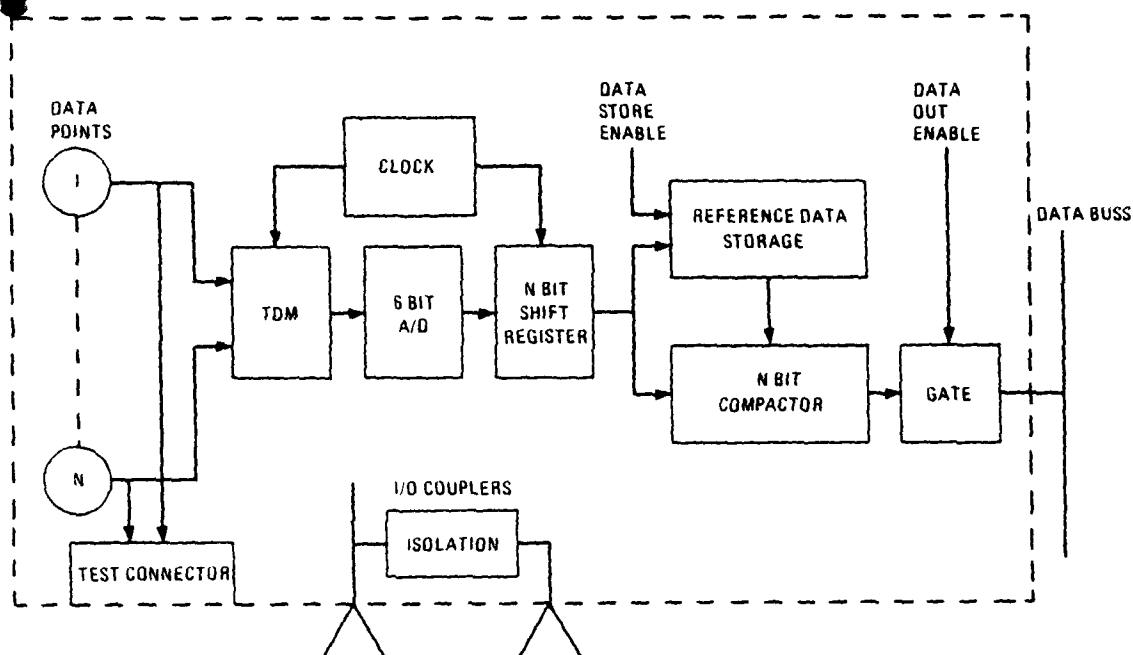 DATA
POINTS
I
N
TEST CONNECTOR
CLOCK
TDM
6 BIT
A/D
N BIT
SHIFT
REGISTER
DATA
STORE
ENABLE
REFERENCE DATA
STORAGE
N BIT
COMPACTOR
DATA
OUT
ENABLE
GATE
DATA BUSS
I/O COUPLERS
ISOLATION